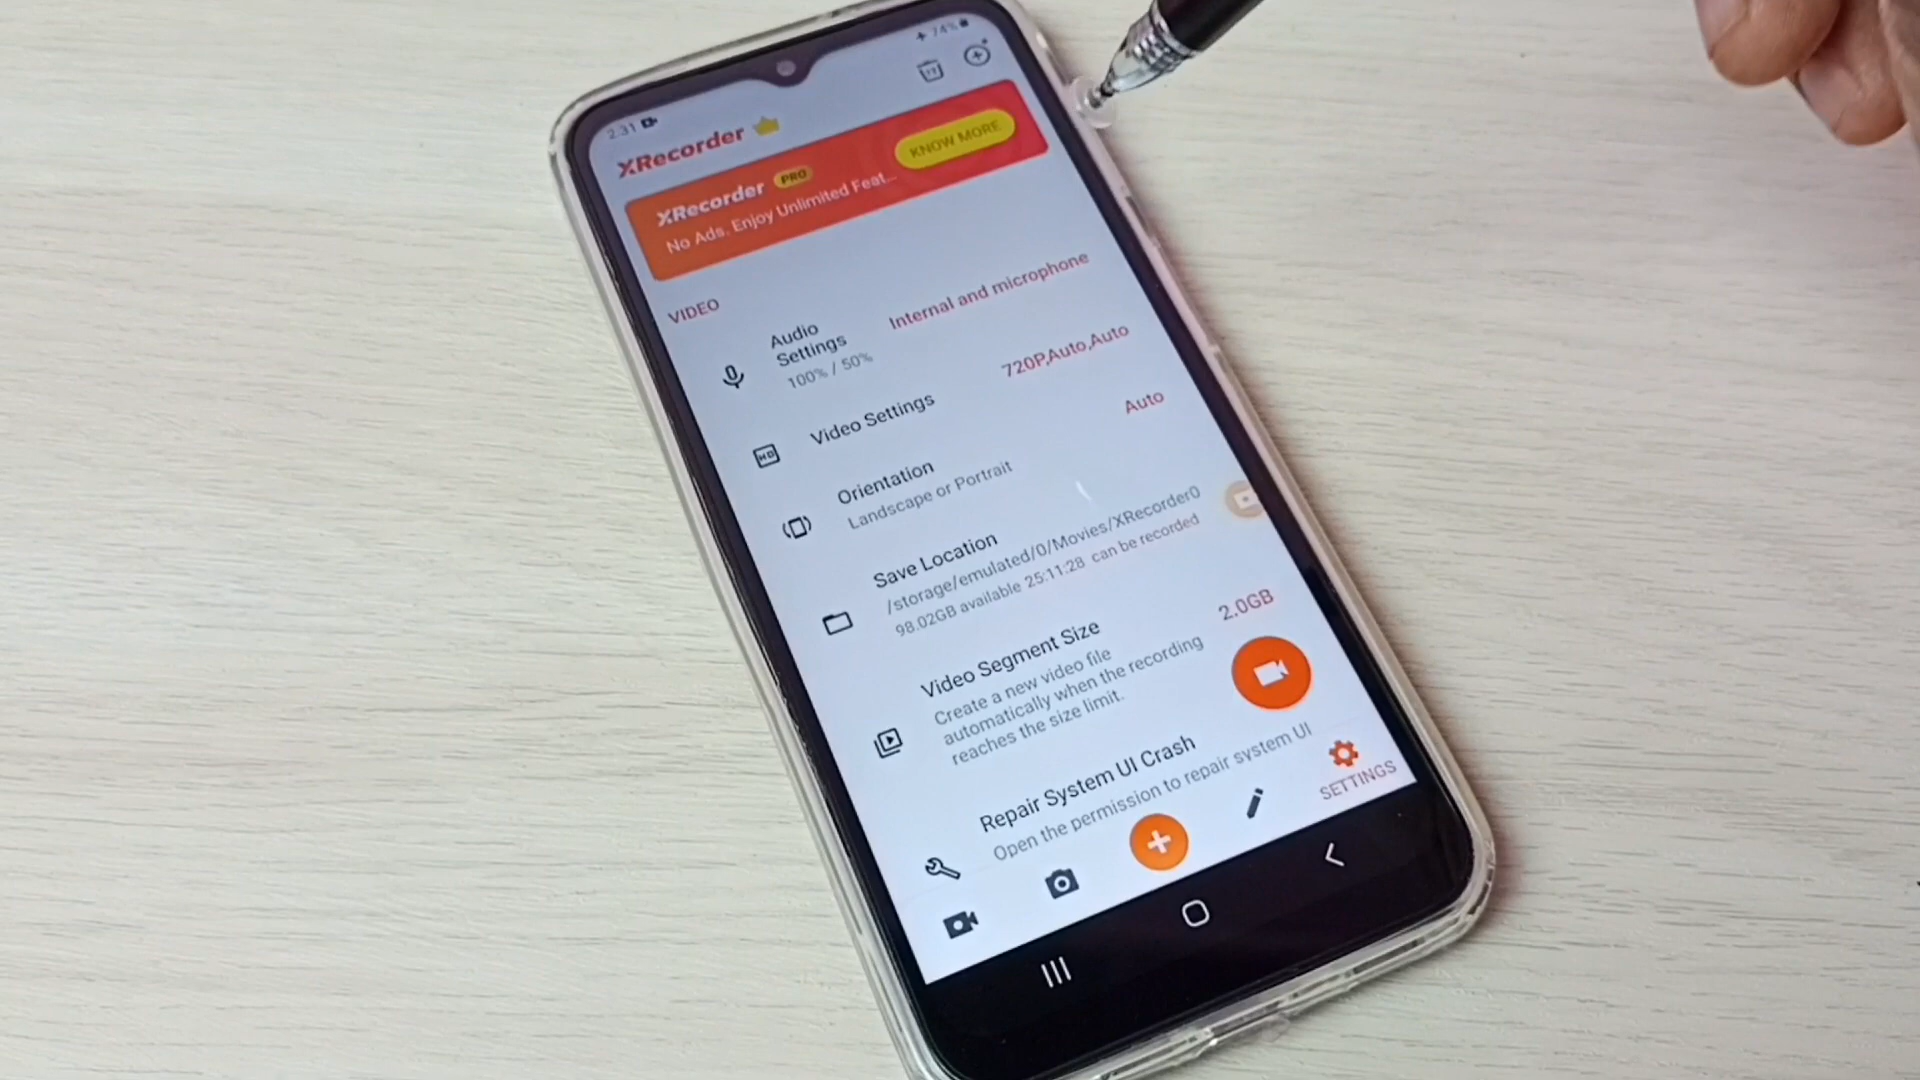 2:31
74%
XRecorder
XRecorder PRO
No Ads. Enjoy Unlimited Feat...
KNOW MORE
VIDEO
Audio
Settings
100% / 50%
Internal and microphone
Video Settings
720P,Auto,Auto
Orientation
Landscape or Portrait
Auto
Save Location
/storage/emulated/0/Movies/XRecorder0
98.02GB available 25:11:28 can be recorded
Video Segment Size
Create a new video file
automatically when the recording
reaches the size limit.
2.0GB
Repair System UI Crash
Open the permission to repair system UI
SETTINGS